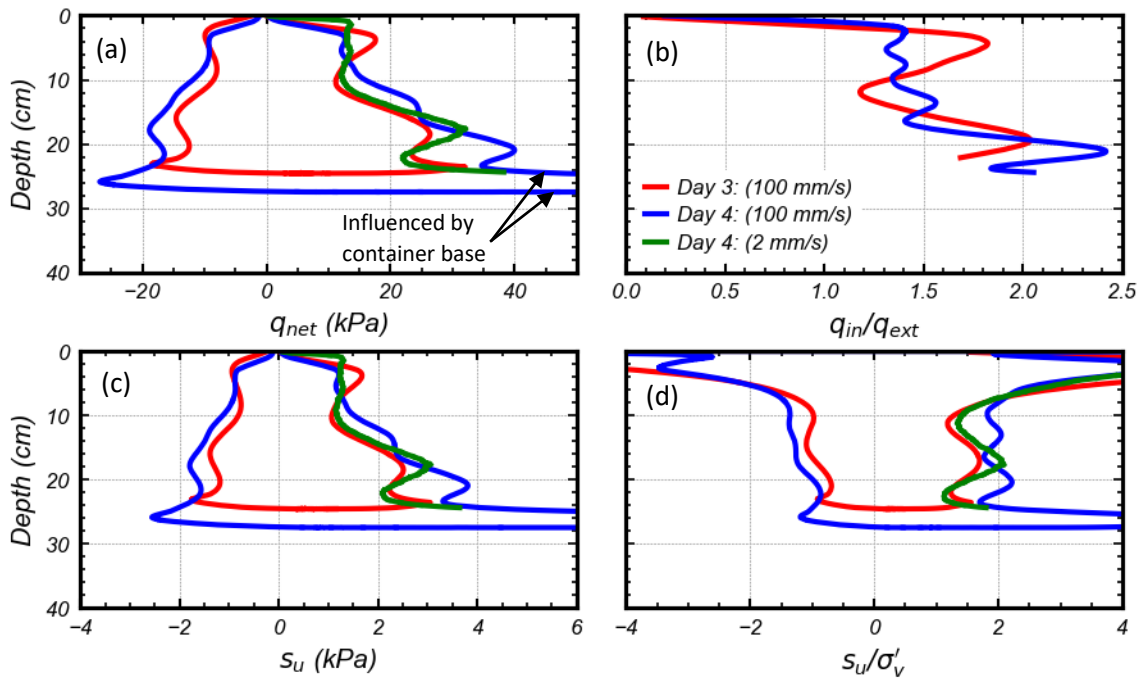 (a)
0
10
20
30
40
Depth (cm)
Influenced by
container base
−20 0 20 40
q_net (kPa)
(b)
Day 3: (100 mm/s)
Day 4: (100 mm/s)
Day 4: (2 mm/s)
0.0 0.6 1.0 1.6 2.0 2.5
q_in/q_ext
(c)
0
10
20
30
40
Depth (cm)
−4 −2 0 2 4 6
s_u (kPa)
(d)
−4 −2 0 2 4
s_u/σ′_v